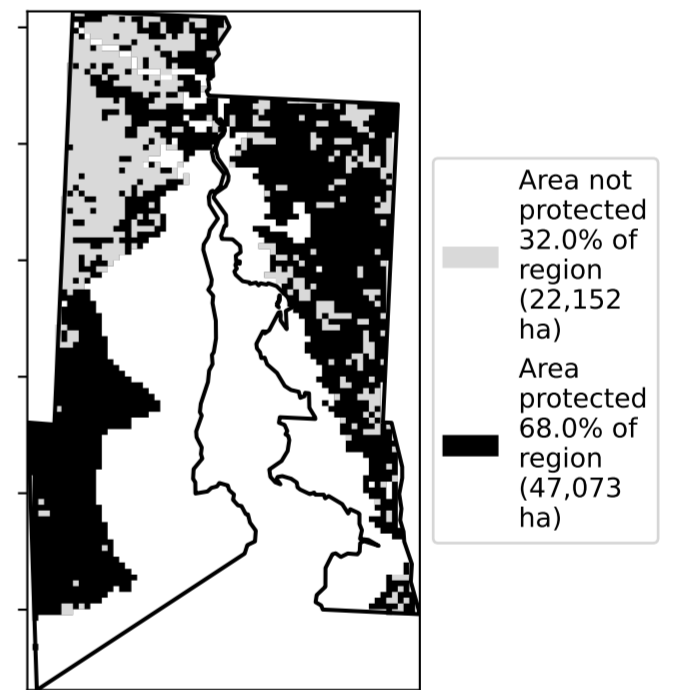 Area not
protected
32.0% of
region
(22,152
ha)
Area
protected
68.0% of
region
(47,073
ha)